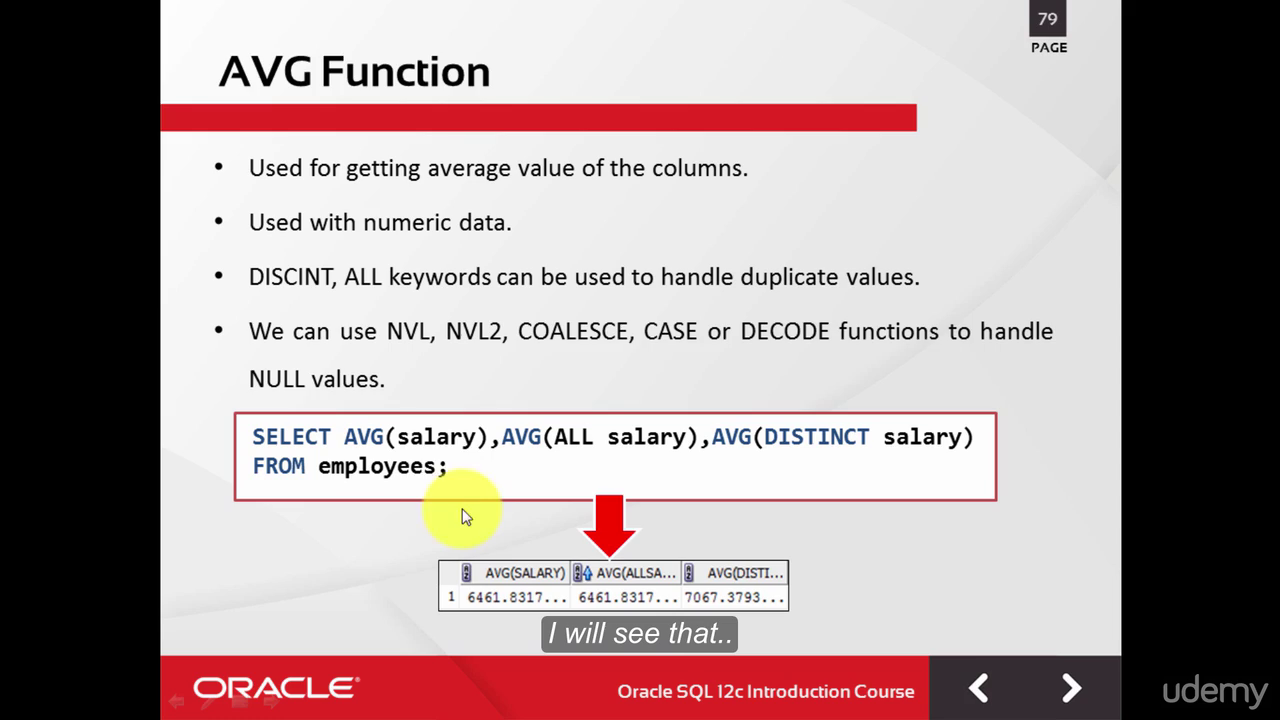 79
PAGE
AVG Function
• Used for getting average value of the columns.
• Used with numeric data.
• DISCINT, ALL keywords can be used to handle duplicate values.
• We can use NVL, NVL2, COALESCE, CASE or DECODE functions to handle
NULL values.
SELECT AVG(salary),AVG(ALL salary),AVG(DISTINCT salary)
FROM employees;
AVG(SALARY) AVG(ALLSA... AVG(DISTI...
1 6461.8317... 6461.8317... 7067.3793...
I will see that..
ORACLE®
Oracle SQL 12c Introduction Course
udemy